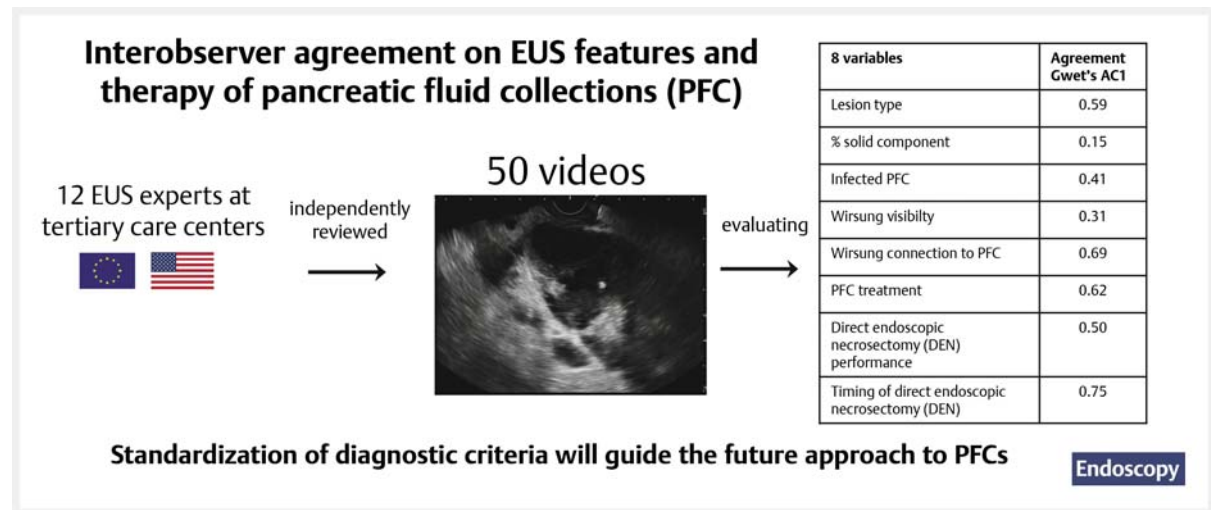 Interobserver agreement on EUS features and
therapy of pancreatic fluid collections (PFC)
12 EUS experts at
tertiary care centers
independently
reviewed
50 videos
evaluating
8 variables Agreement
Gwet's AC1
Lesion type 0.59
% solid component 0.15
Infected PFC 0.41
Wirsung visibilty 0.31
Wirsung connection to PFC 0.69
PFC treatment 0.62
Direct endoscopic 0.50
necrosectomy (DEN)
performance
Timing of direct endoscopic 0.75
necrosectomy (DEN)
Standardization of diagnostic criteria will guide the future approach to PFCs
Endoscopy